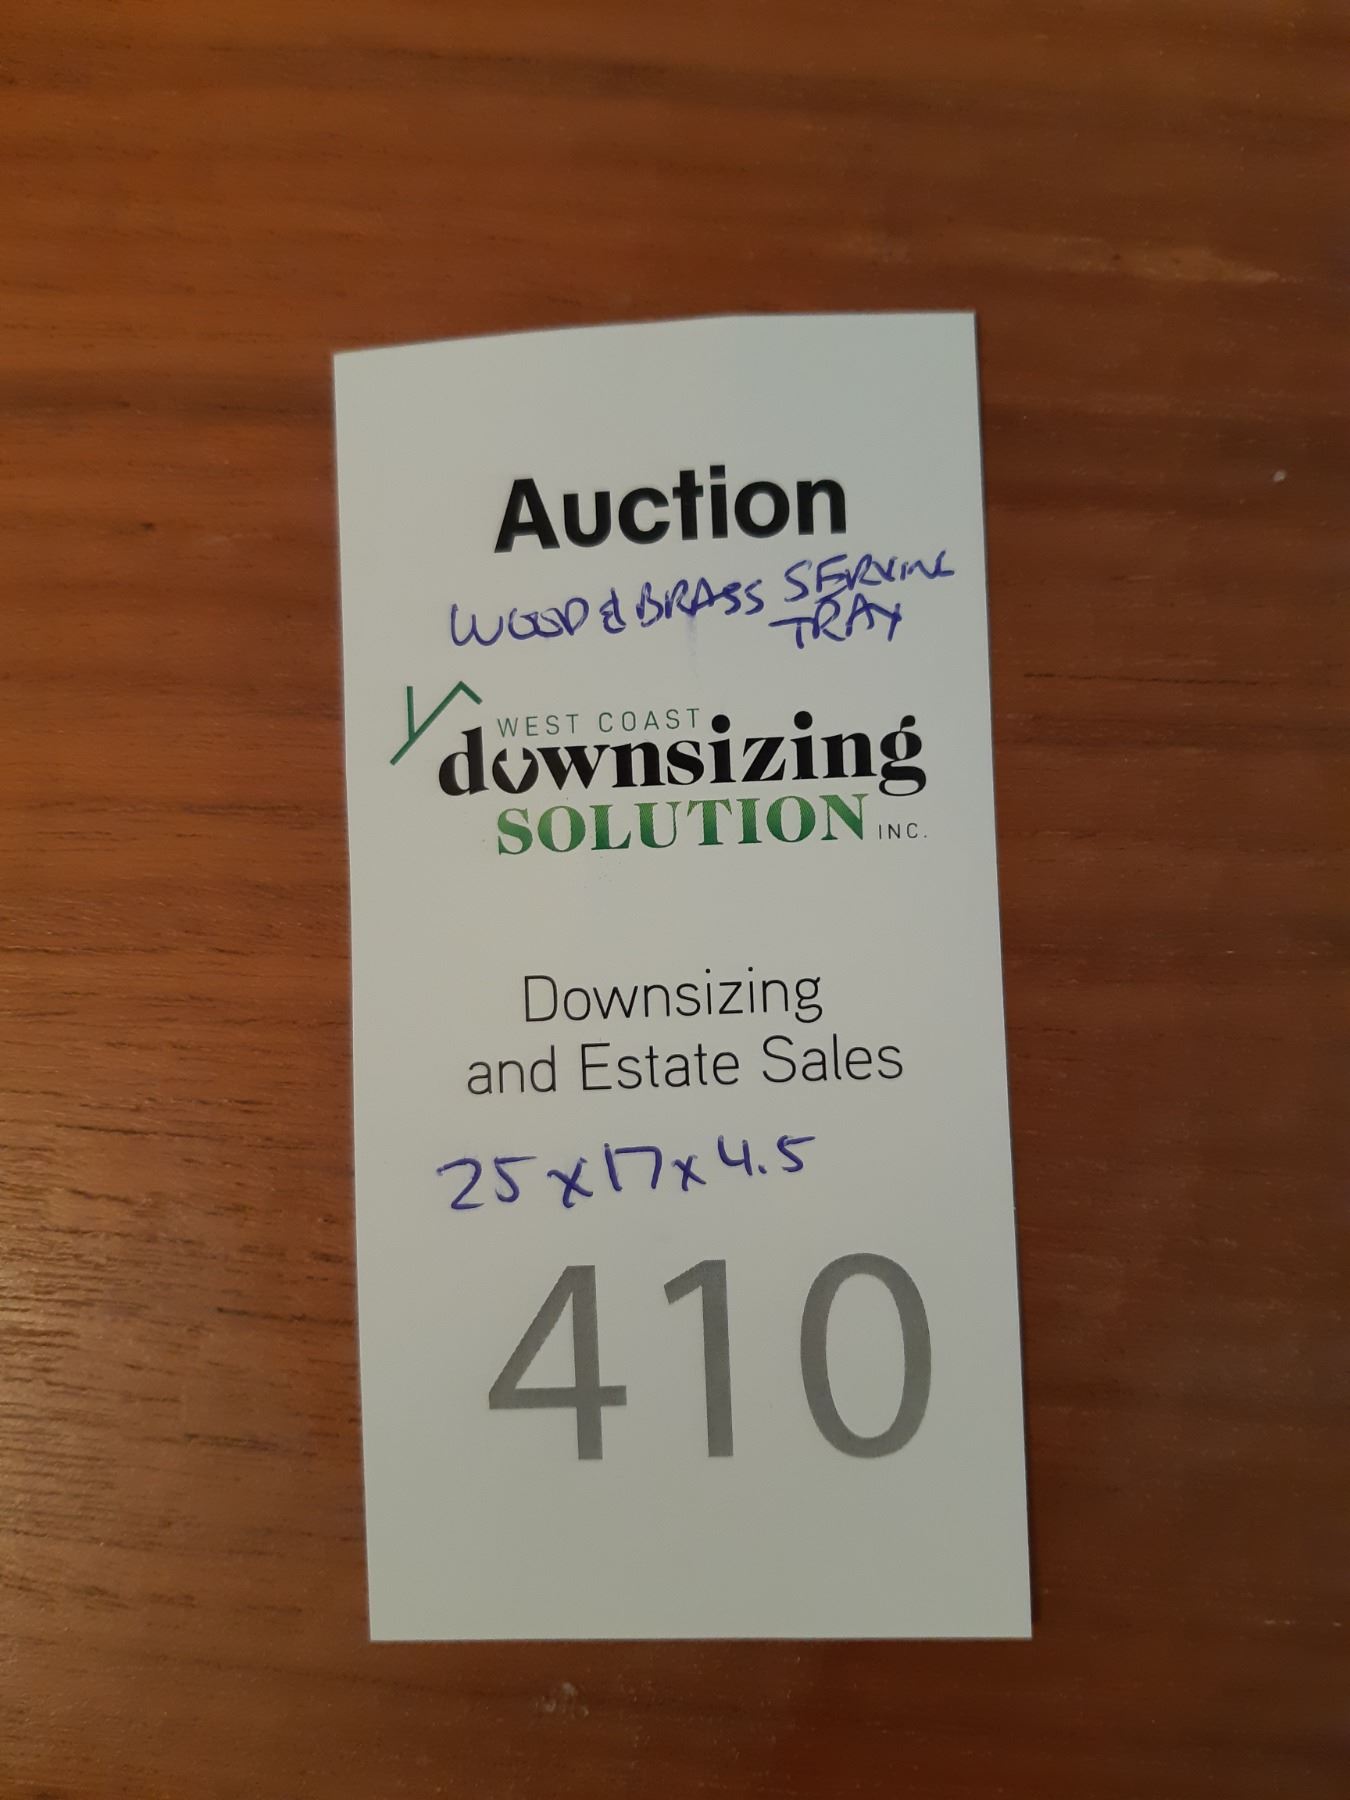 Auction
WOOD & BRASS SERVING
TRAY
WEST COAST
downsizing
SOLUTION INC.
Downsizing
and Estate Sales
25 x 17 x 4.5
410